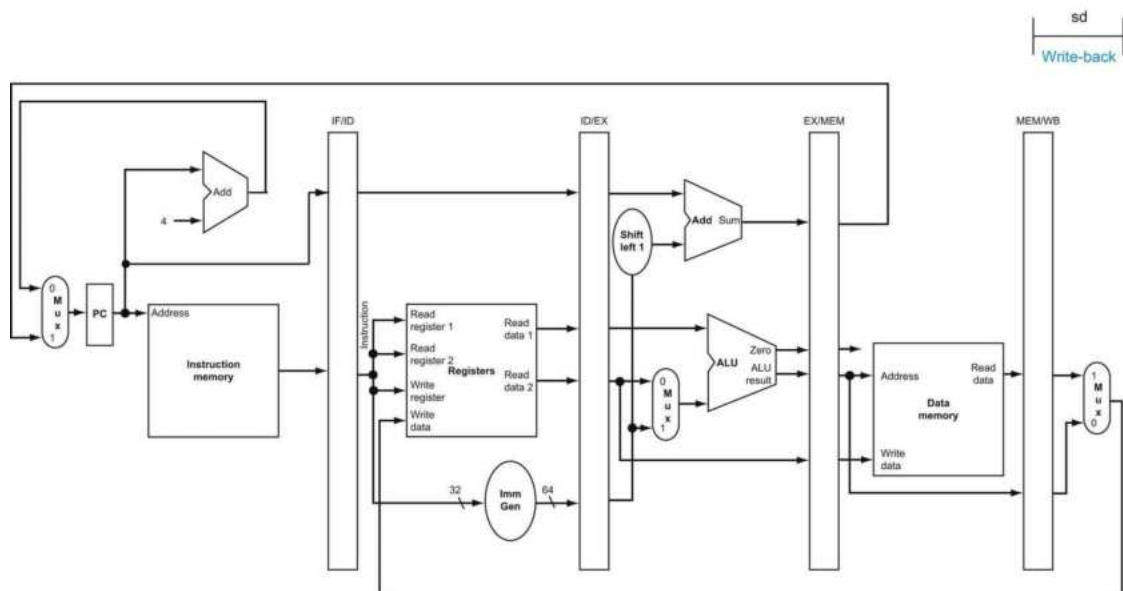 sd
Write-back
IF/ID
ID/EX
EX/MEM
MEM/WB
Add
4
Add Sum
Shift
left 1
0
M
u
x
1
PC
Address
Instruction
memory
Instruction
Read
register 1
Read
register 2
Write
register
Write
data
Registers
Read
data 1
Read
data 2
0
M
u
x
1
ALU
Zero
ALU
result
Address
Read
data
Data
memory
Write
data
1
M
u
x
0
32
Imm
Gen
64